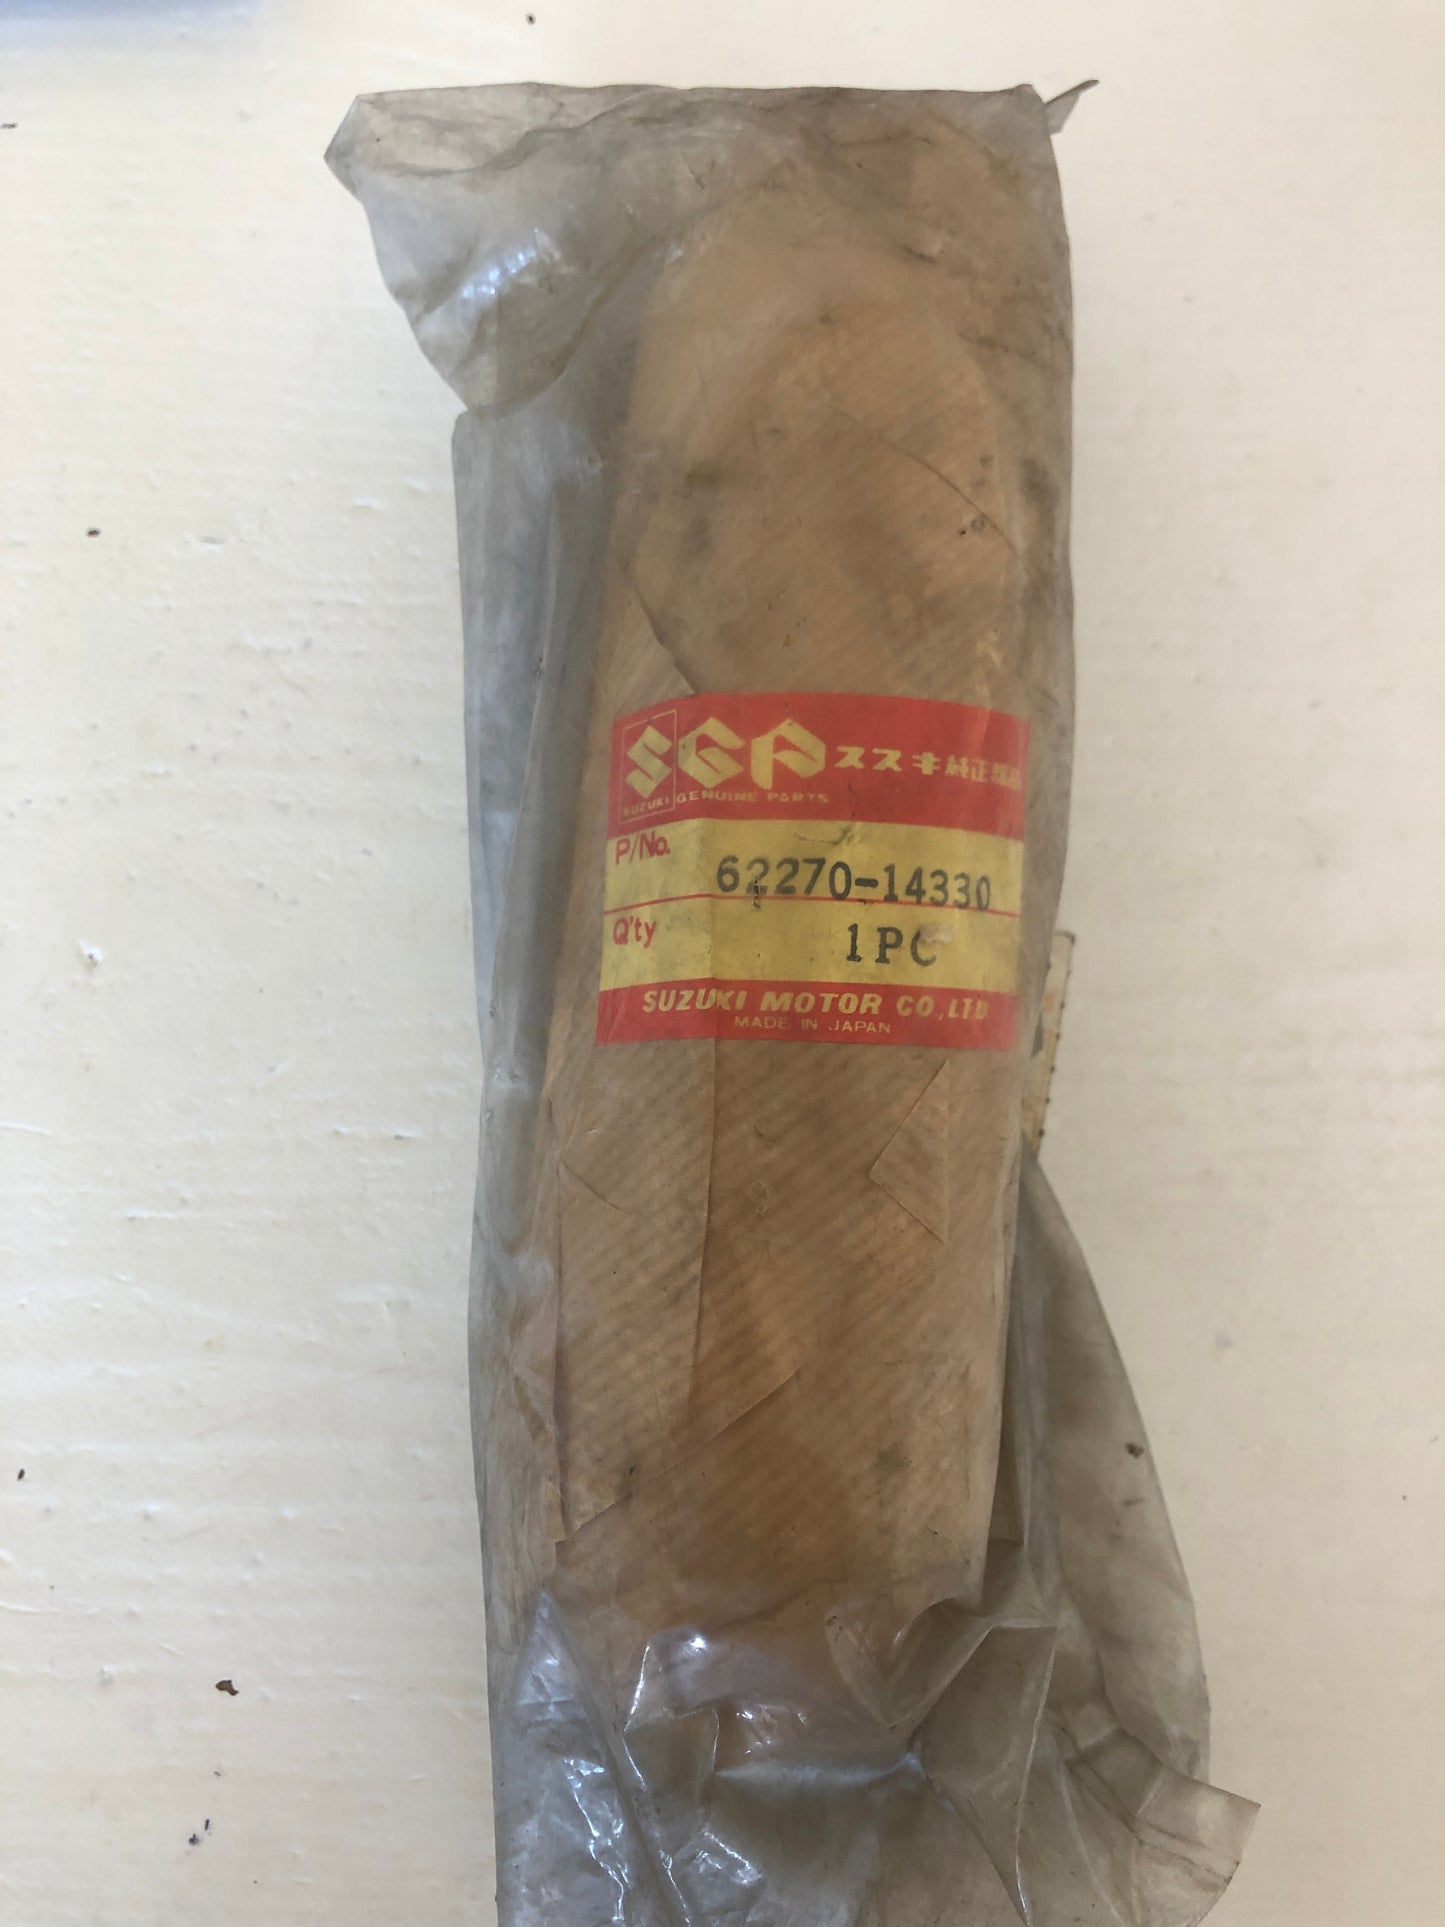 SGP スズキ純正部品
SUZUKI GENUINE PARTS
P/No. 62270-14330
Q'ty 1PC
SUZUKI MOTOR CO.,LTD
MADE IN JAPAN